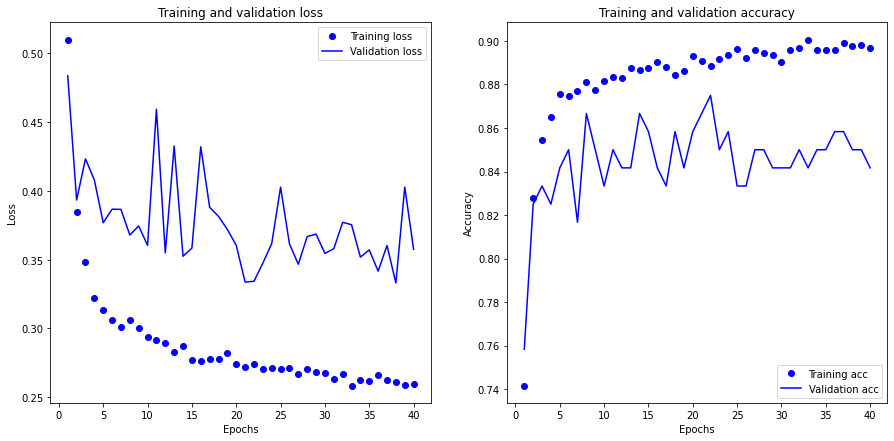 Training and validation loss
Training loss
Validation loss
0.50
0.45
0.40
0.35
0.30
0.25
Loss
0 5 10 15 20 25 30 35 40
Epochs
Training and validation accuracy
0.90
0.88
0.86
0.84
0.82
0.80
0.78
0.76
0.74
Accuracy
Training acc
Validation acc
0 5 10 15 20 25 30 35 40
Epochs